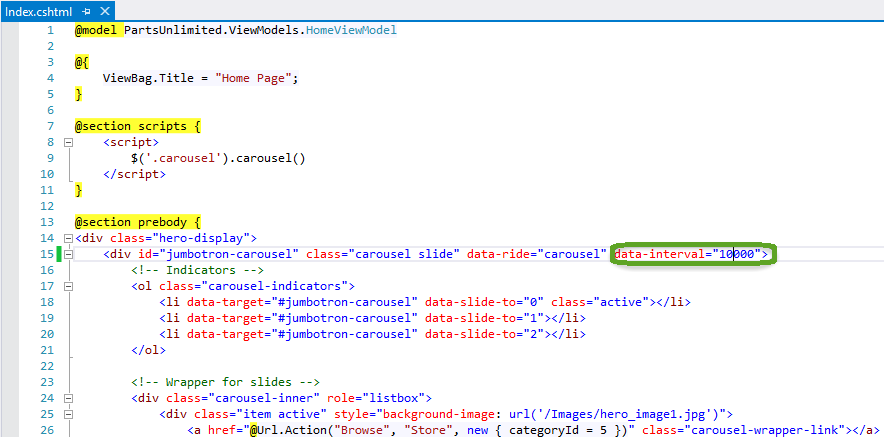 Index.cshtml
1 @model PartsUnlimited.ViewModels.HomeViewModel
2
3 @{
4     ViewBag.Title = "Home Page";
5 }
6
7 @section scripts {
8     <script>
9         $('.carousel').carousel()
10     </script>
11 }
12
13 @section prebody {
14 <div class="hero-display">
15     <div id="jumbotron-carousel" class="carousel slide" data-ride="carousel" data-interval="10000">
16         <!-- Indicators -->
17         <ol class="carousel-indicators">
18             <li data-target="#jumbotron-carousel" data-slide-to="0" class="active"></li>
19             <li data-target="#jumbotron-carousel" data-slide-to="1"></li>
20             <li data-target="#jumbotron-carousel" data-slide-to="2"></li>
21         </ol>
22
23         <!-- Wrapper for slides -->
24         <div class="carousel-inner" role="listbox">
25             <div class="item active" style="background-image: url('/Images/hero_image1.jpg')">
26                 <a href="@Url.Action("Browse", "Store", new { categoryId = 5 })" class="carousel-wrapper-link"></a>